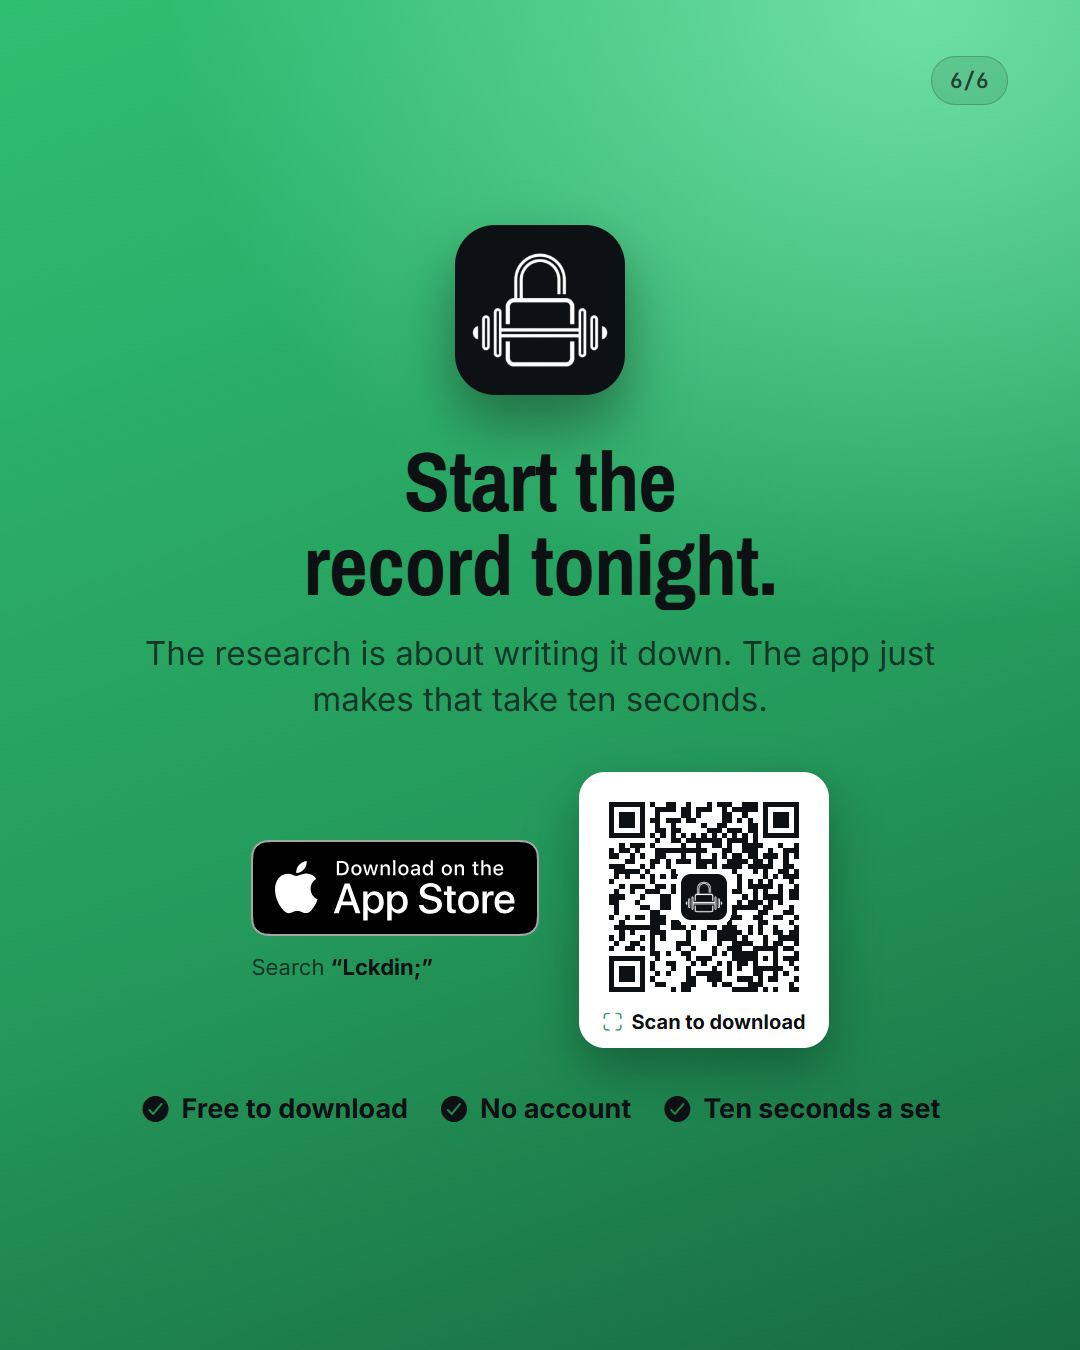 6/6
Start the
record tonight.
The research is about writing it down. The app just
makes that take ten seconds.
Download on the
App Store
Search “Lckdin;”
Scan to download
Free to download
No account
Ten seconds a set